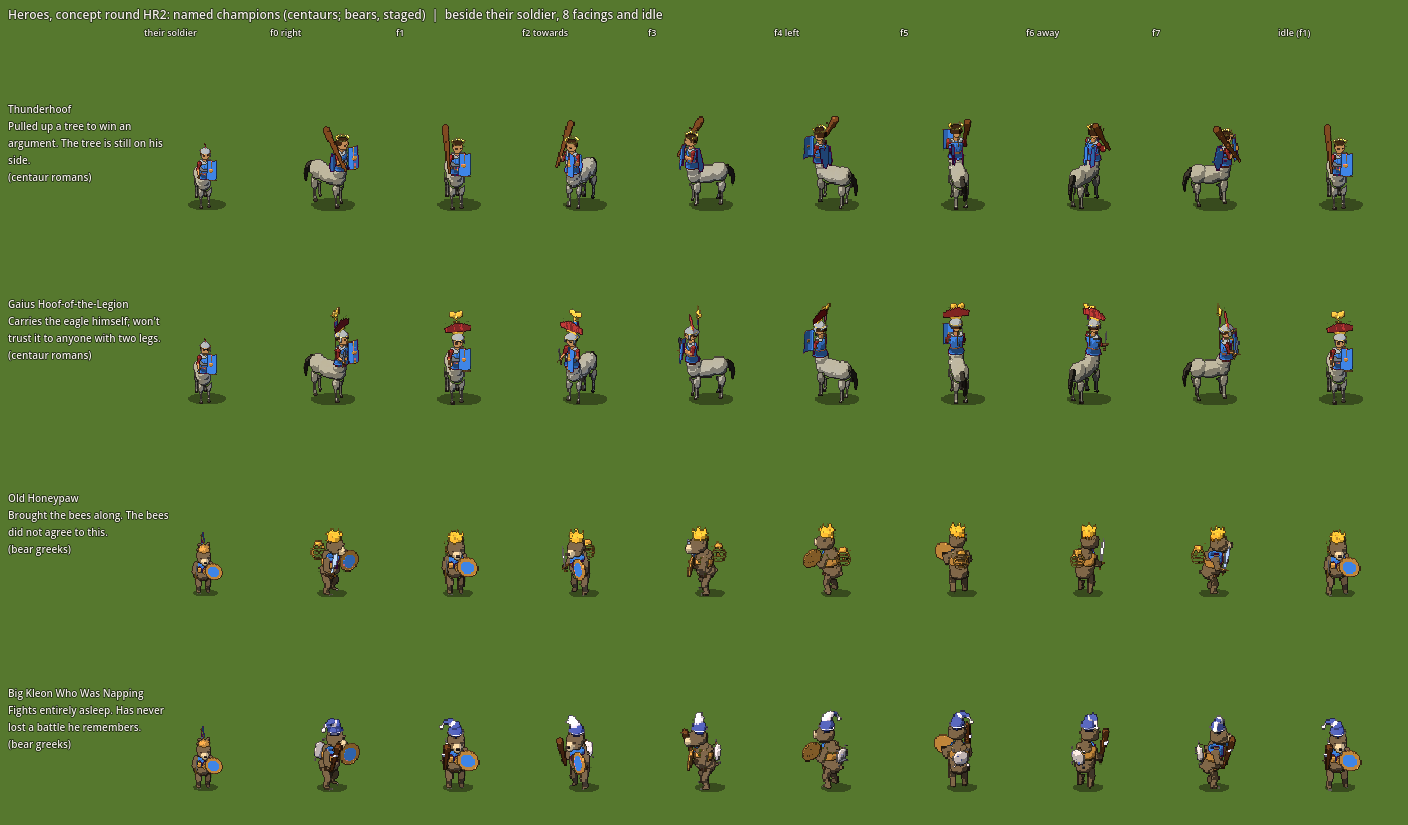 Heroes, concept round HR2: named champions (centaurs; bears, staged)  |  beside their soldier, 8 facings and idle
their soldier f0 right f1 f2 towards f3 f4 left f5 f6 away f7 idle (f1)
Thunderhoof
Pulled up a tree to win an
argument. The tree is still on his
side.
(centaur romans)
Gaius Hoof-of-the-Legion
Carries the eagle himself; won't
trust it to anyone with two legs.
(centaur romans)
Old Honeypaw
Brought the bees along. The bees
did not agree to this.
(bear greeks)
Big Kleon Who Was Napping
Fights entirely asleep. Has never
lost a battle he remembers.
(bear greeks)